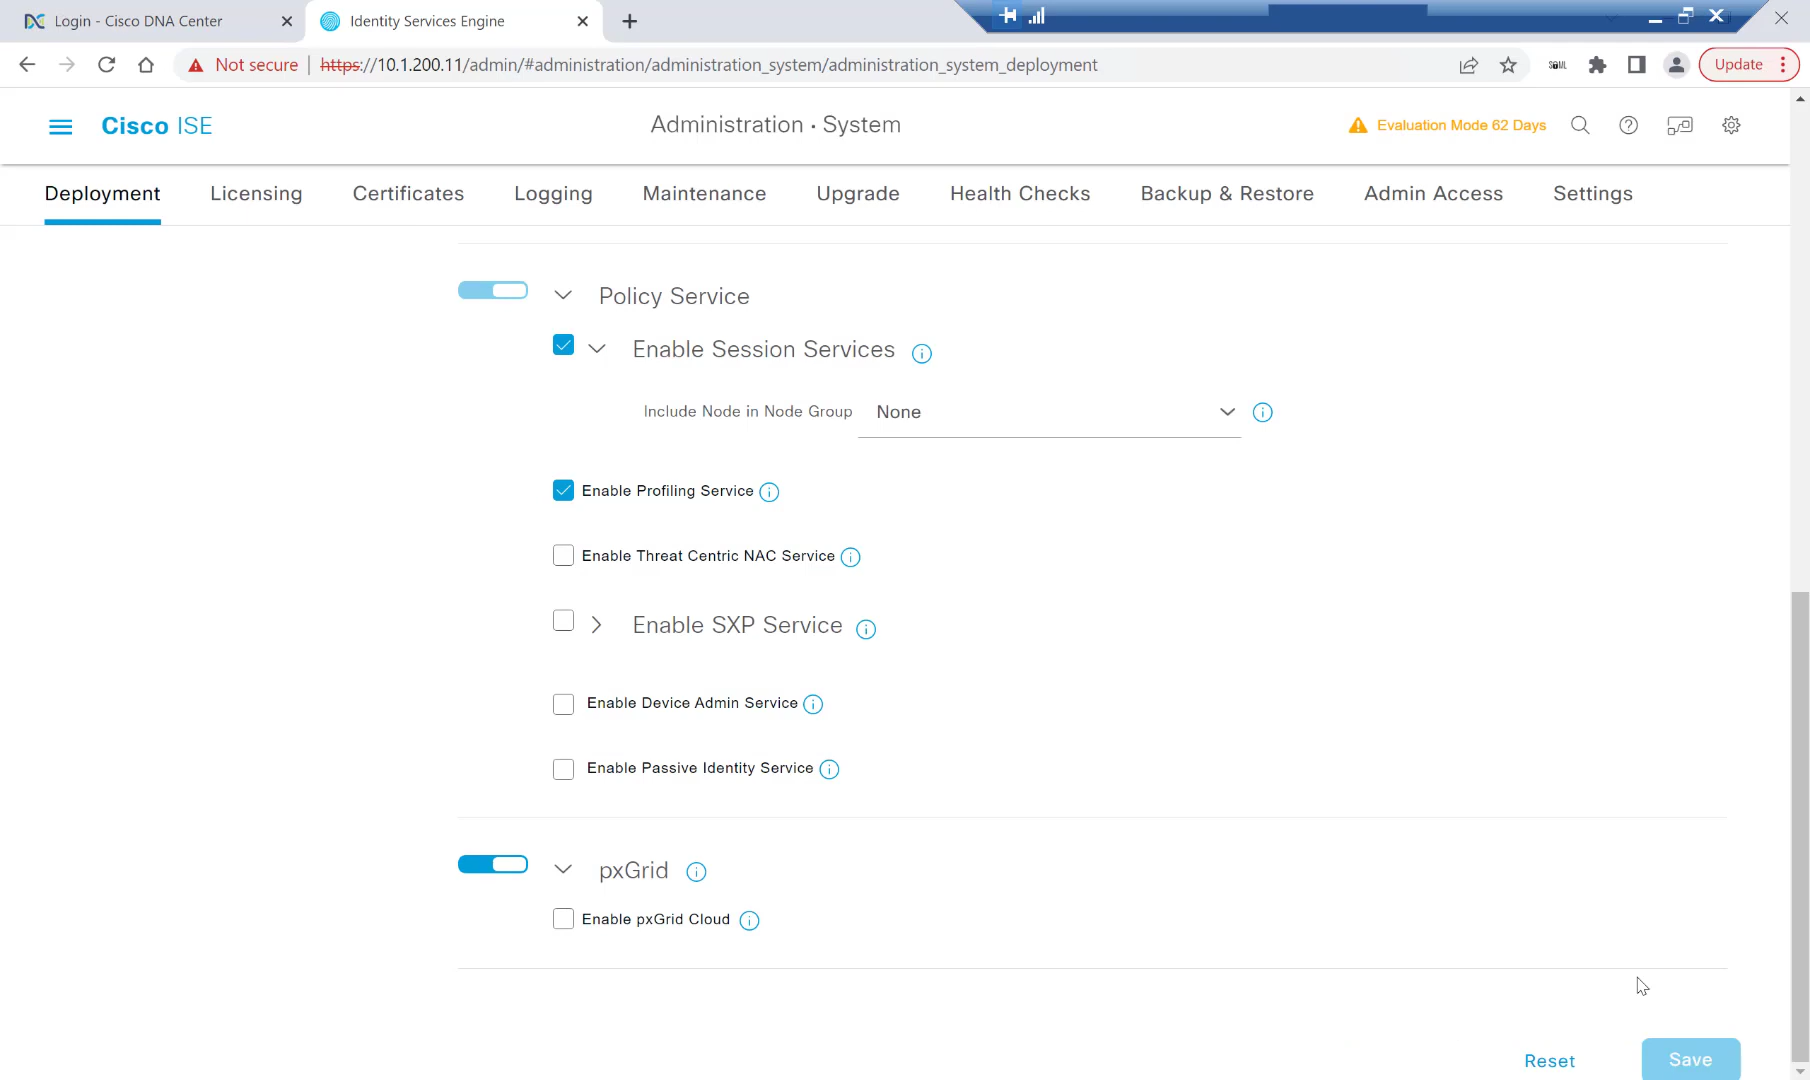 Login - Cisco DNA Center
Identity Services Engine
Not secure | https://10.1.200.11/admin/#administration/administration_system/administration_system_deployment
SAML
Update
Cisco ISE
Administration · System
Evaluation Mode 62 Days
Deployment Licensing Certificates Logging Maintenance Upgrade Health Checks Backup & Restore Admin Access Settings
Policy Service
Enable Session Services
Include Node in Node Group None
Enable Profiling Service
Enable Threat Centric NAC Service
Enable SXP Service
Enable Device Admin Service
Enable Passive Identity Service
pxGrid
Enable pxGrid Cloud
Reset Save